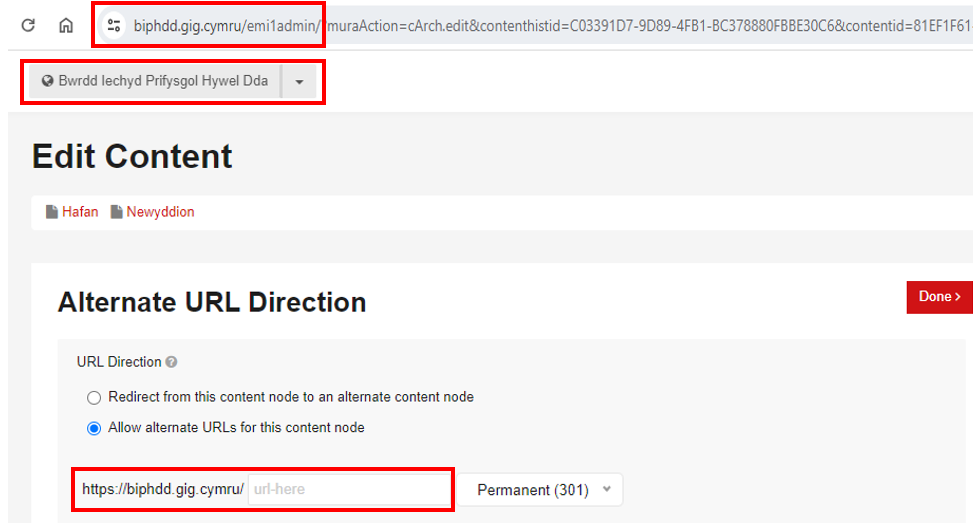 biphdd.gig.cymru/emi1admin/?muraAction=cArch.edit&contenthistid=C03391D7-9D89-4FB1-BC378880FBBE30C6&contentid=81EF1F61-
Bwrdd Iechyd Prifysgol Hywel Dda
Edit Content
Hafan Newyddion
Alternate URL Direction
Done >
URL Direction ?
Redirect from this content node to an alternate content node
Allow alternate URLs for this content node
https://biphdd.gig.cymru/ url-here Permanent (301)